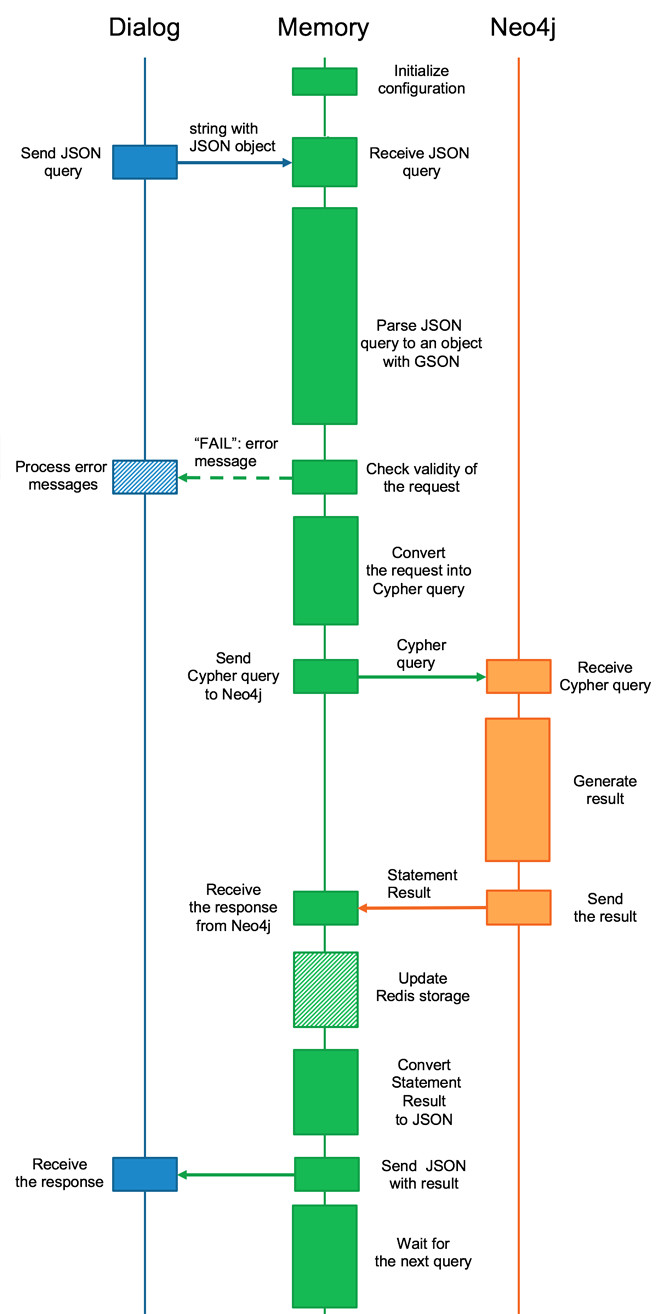 Dialog
Memory
Neo4j
Initialize
configuration
string with
JSON object
Send JSON
query
Receive JSON
query
Parse JSON
query to an object
with GSON
“FAIL”: error
message
Process error
messages
Check validity of
the request
Convert
the request into
Cypher query
Send
Cypher query
to Neo4j
Cypher
query
Receive
Cypher query
Generate
result
Statement
Result
Receive
the response
from Neo4j
Send
the result
Update
Redis storage
Convert
Statement
Result
to JSON
Receive
the response
Send JSON
with result
Wait for
the next query